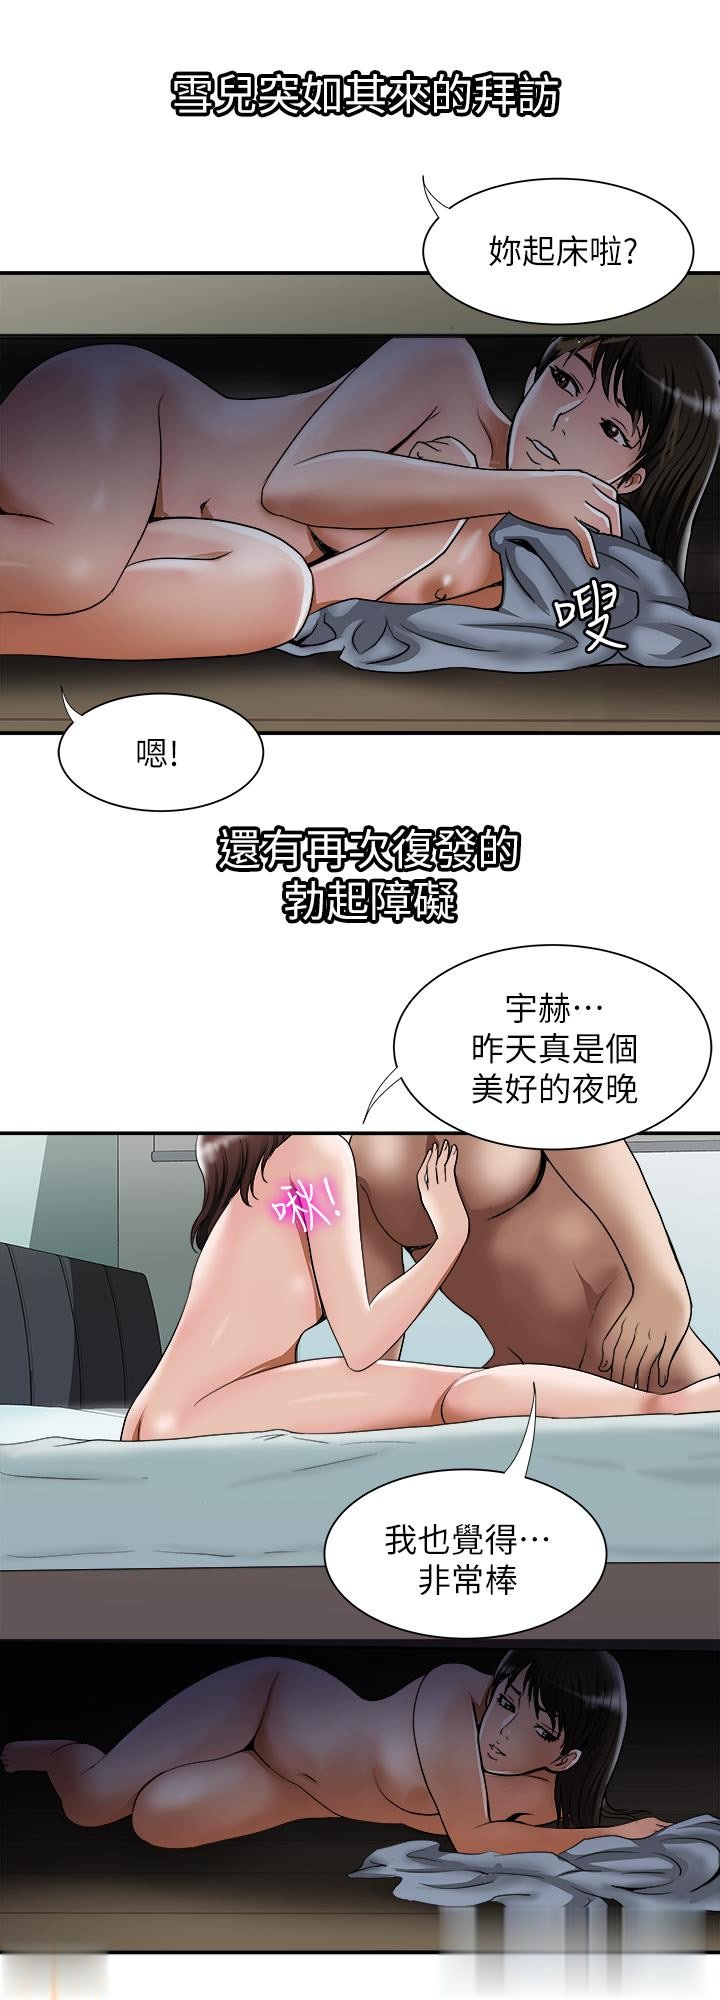 雪兒突如其來的拜訪
妳起床啦?
嗖
嗯!
還有再次復發的
勃起障礙
宇赫⋯
昨天真是個
美好的夜晚
啾!
我也覺得⋯
非常棒